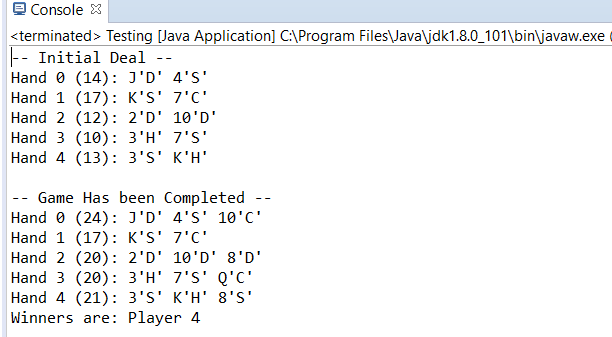 Console
<terminated> Testing [Java Application] C:\Program Files\Java\jdk1.8.0_101\bin\javaw.exe (
-- Initial Deal --
Hand 0 (14): J'D' 4'S'
Hand 1 (17): K'S' 7'C'
Hand 2 (12): 2'D' 10'D'
Hand 3 (10): 3'H' 7'S'
Hand 4 (13): 3'S' K'H'
-- Game Has been Completed --
Hand 0 (24): J'D' 4'S' 10'C'
Hand 1 (17): K'S' 7'C'
Hand 2 (20): 2'D' 10'D' 8'D'
Hand 3 (20): 3'H' 7'S' Q'C'
Hand 4 (21): 3'S' K'H' 8'S'
Winners are: Player 4